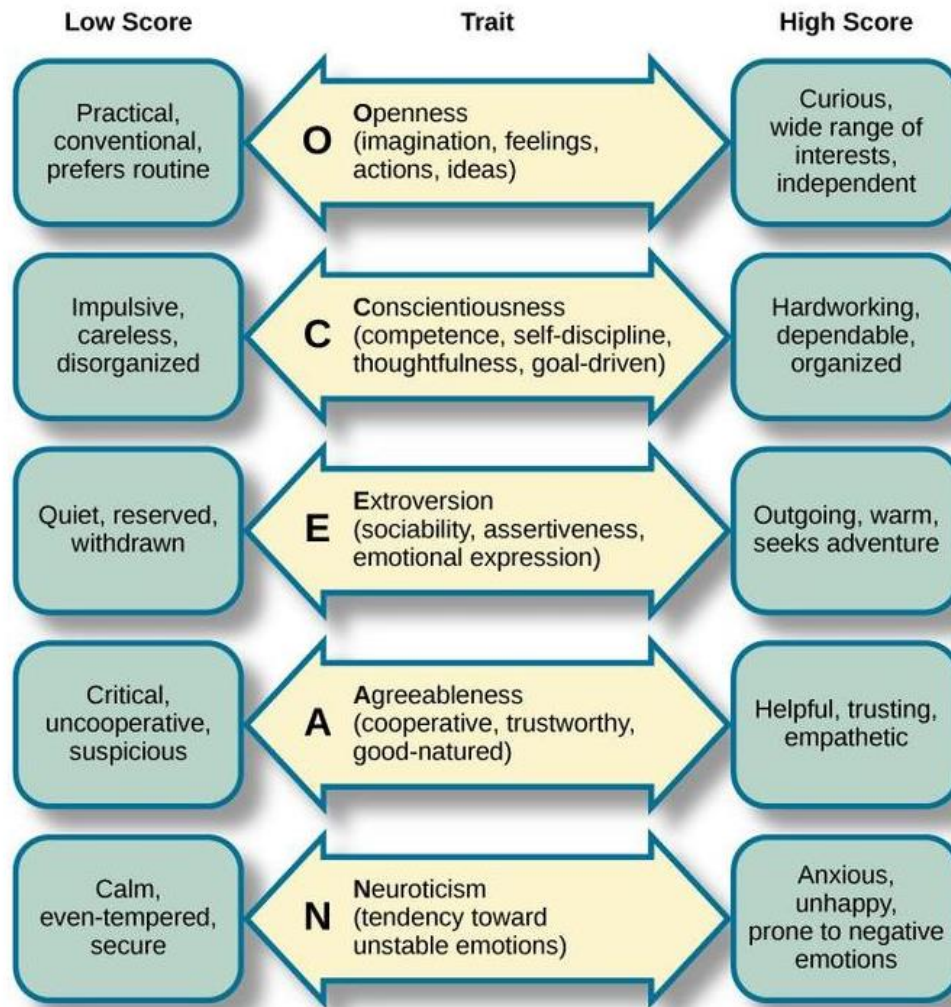 Low Score
Trait
High Score
Practical,
conventional,
prefers routine
O
Openness
(imagination, feelings,
actions, ideas)
Curious,
wide range of
interests,
independent
Impulsive,
careless,
disorganized
C
Conscientiousness
(competence, self-discipline,
thoughtfulness, goal-driven)
Hardworking,
dependable,
organized
Quiet, reserved,
withdrawn
E
Extroversion
(sociability, assertiveness,
emotional expression)
Outgoing, warm,
seeks adventure
Critical,
uncooperative,
suspicious
A
Agreeableness
(cooperative, trustworthy,
good-natured)
Helpful, trusting,
empathetic
Calm,
even-tempered,
secure
N
Neuroticism
(tendency toward
unstable emotions)
Anxious,
unhappy,
prone to negative
emotions